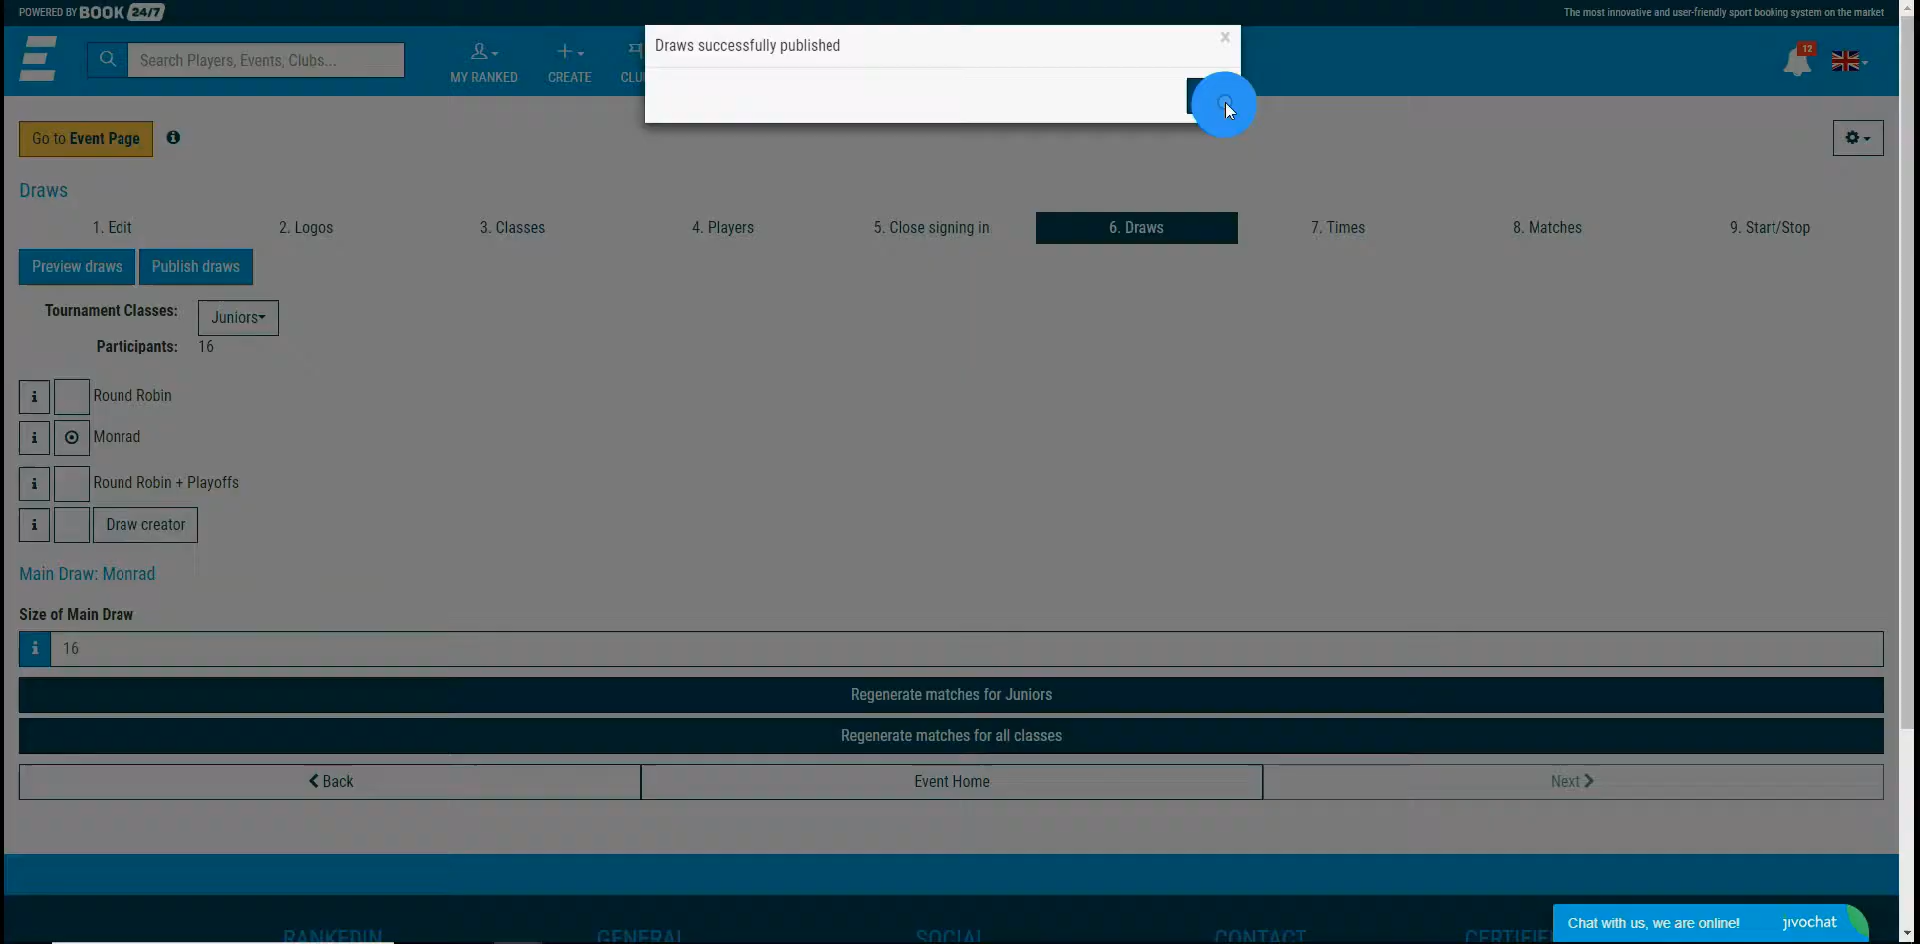 POWERED BY BOOK 24/7
The most innovative and user-friendly sport booking system on the market
Draws successfully published
×
Search Players, Events, Clubs...
MY RANKED
CREATE
12
Go to Event Page
Draws
1. Edit
2. Logos
3. Classes
4. Players
5. Close signing in
6. Draws
7. Times
8. Matches
9. Start/Stop
Preview draws
Publish draws
Tournament Classes: Juniors
Participants: 16
i Round Robin
i Monrad
i Round Robin + Playoffs
i Draw creator
Main Draw: Monrad
Size of Main Draw
i 16
Regenerate matches for Juniors
Regenerate matches for all classes
Back
Event Home
Next
RANKEDIN
GENERAL
SOCIAL
CONTACT
Chat with us, we are online!
jivochat